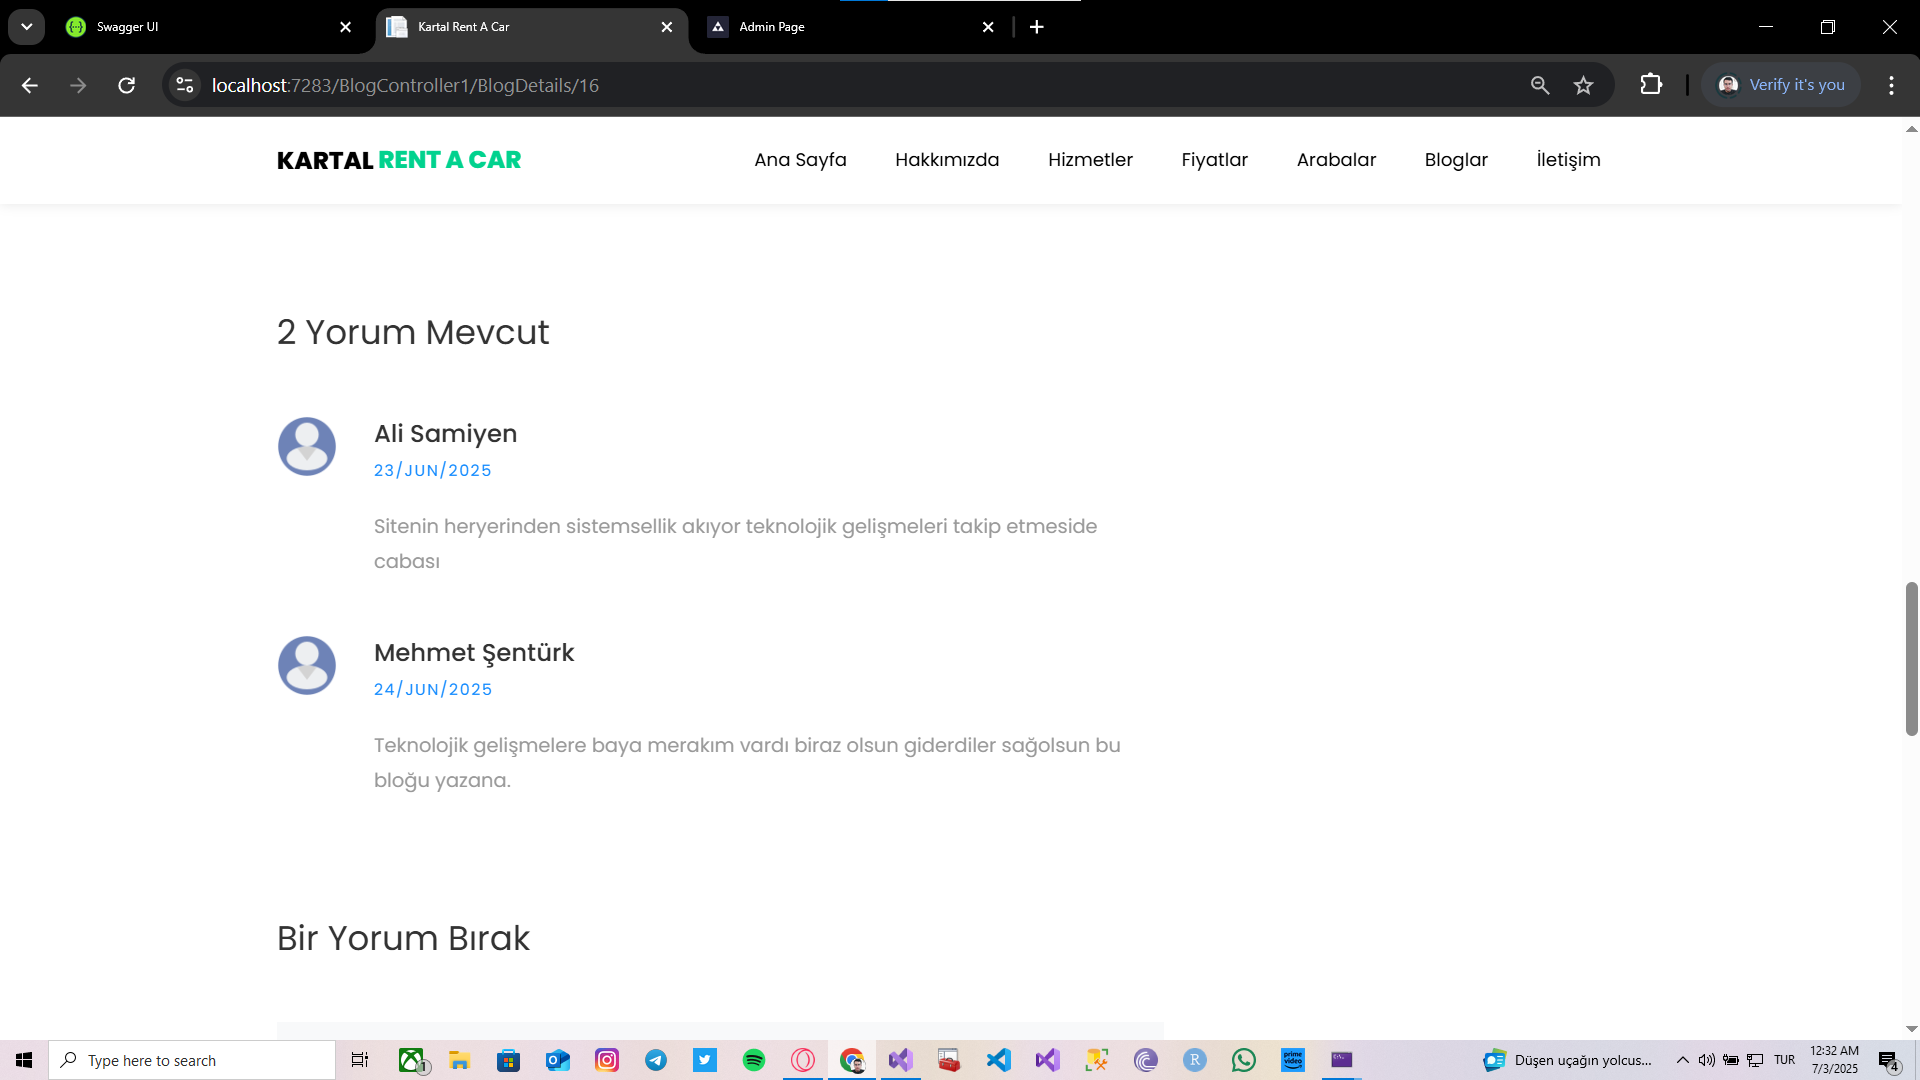 Swagger UI
Kartal Rent A Car
Admin Page
localhost:7283/BlogController1/BlogDetails/16
Verify it's you
KARTAL RENT A CAR
Ana Sayfa
Hakkımızda
Hizmetler
Fiyatlar
Arabalar
Bloglar
İletişim
2 Yorum Mevcut
Ali Samiyen
23/JUN/2025
Sitenin heryerinden sistemsellik akıyor teknolojik gelişmeleri takip etmeside
cabası
Mehmet Şentürk
24/JUN/2025
Teknolojik gelişmelere baya merakım vardı biraz olsun giderdiler sağolsun bu
bloğu yazana.
Bir Yorum Bırak
Type here to search
1
prime video
R
Düşen uçağın yolcus...
TUR
12:32 AM
7/3/2025
4